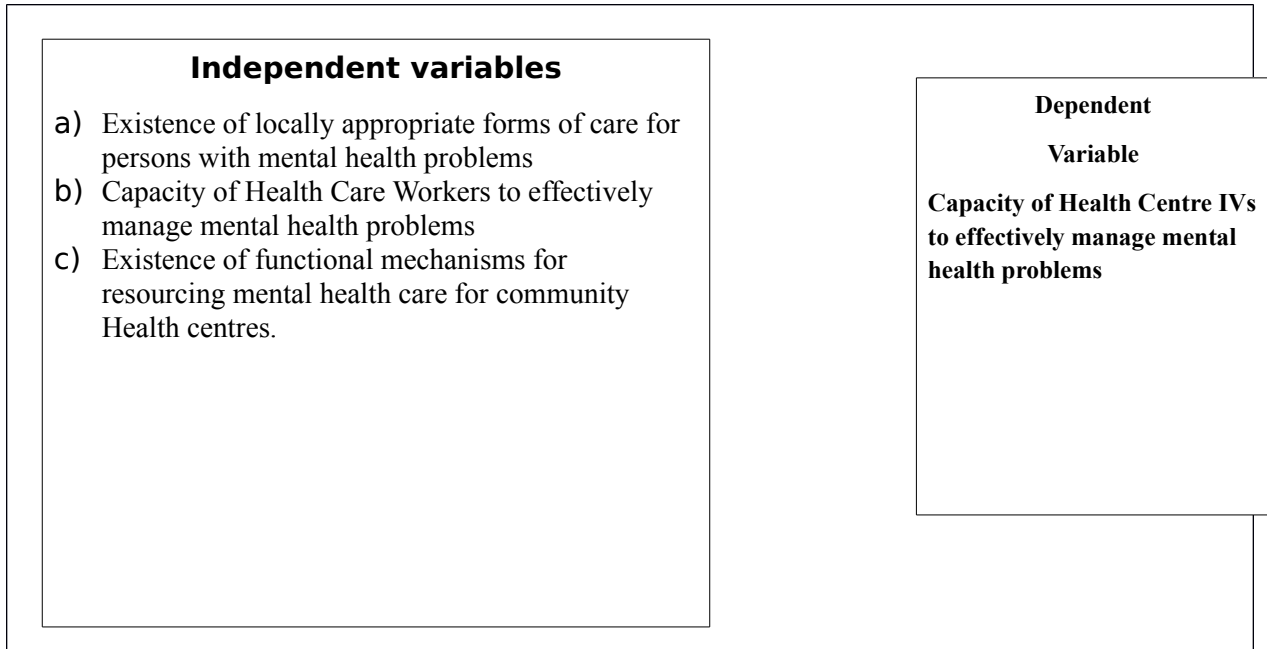 Independent variables
a) Existence of locally appropriate forms of care for
persons with mental health problems
b) Capacity of Health Care Workers to effectively
manage mental health problems
c) Existence of functional mechanisms for
resourcing mental health care for community
Health centres.
Dependent
Variable
Capacity of Health Centre IVs
to effectively manage mental
health problems